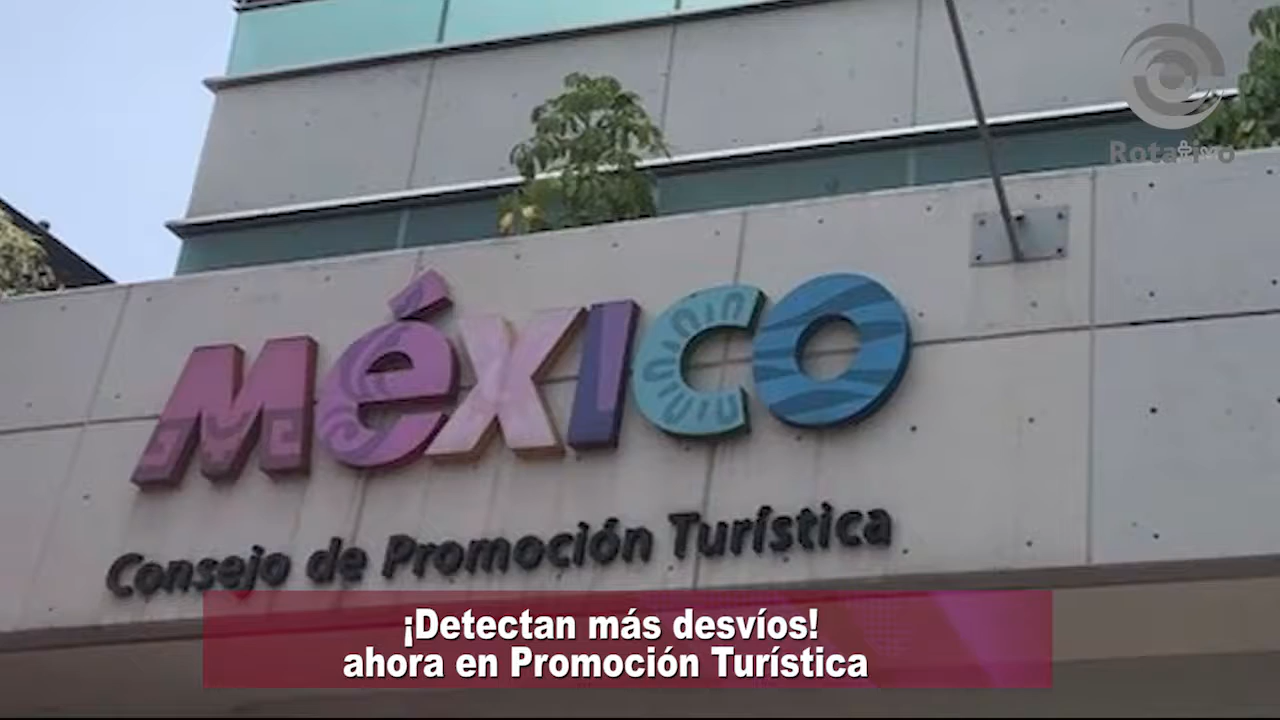 Rotativo
MéXICO
Consejo de Promoción Turística
¡Detectan más desvíos!
ahora en Promoción Turística